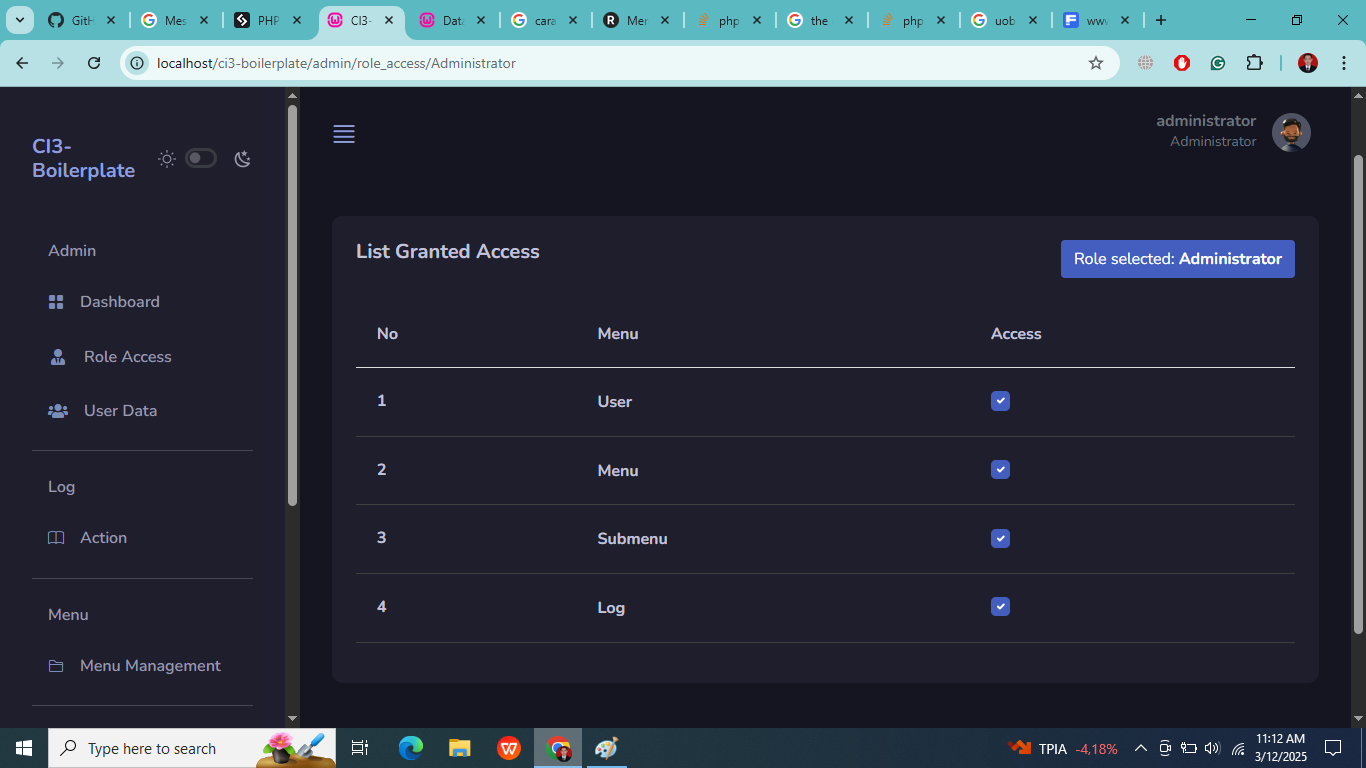 GitH
Mes
PHP
CI3-
Data
cara
Mer
php
the
php
uob
www
localhost/ci3-boilerplate/admin/role_access/Administrator
CI3-
Boilerplate
Admin
Dashboard
Role Access
User Data
Log
Action
Menu
Menu Management
administrator
Administrator
List Granted Access
Role selected: Administrator
No Menu Access
1 User
2 Menu
3 Submenu
4 Log
Type here to search
TPIA -4,18%
11:12 AM
3/12/2025